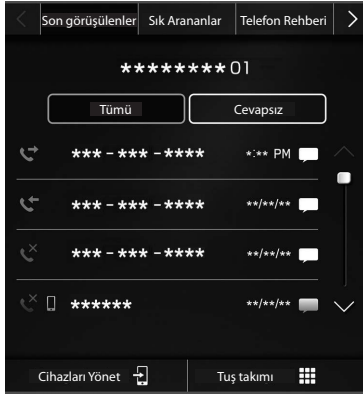 Son görüşülenler Sık Arananlar Telefon Rehberi
********01
Tümü Cevapsız
*** - *** - **** *:** PM
*** - *** - **** **/**/**
*** - *** - **** **/**/**
****** **/**/**
Cihazları Yönet Tuş takımı